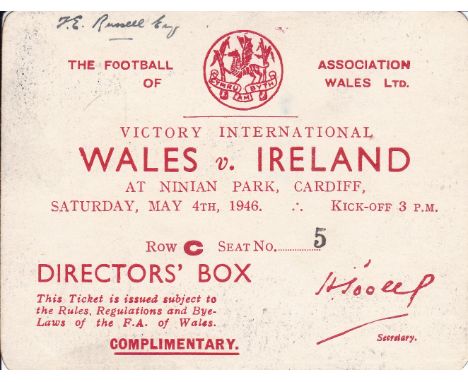 T.E. Russell Esq
THE FOOTBALL ASSOCIATION
OF WALES LTD.
CYMRU AM BYTH
VICTORY INTERNATIONAL
WALES v. IRELAND
AT NINIAN PARK, CARDIFF,
SATURDAY, MAY 4TH, 1946. ∴ KICK-OFF 3 P.M.
ROW C SEAT NO. 5
DIRECTORS' BOX
This Ticket is issued subject to
the Rules, Regulations and Bye-
Laws of the F.A. of Wales.
COMPLIMENTARY.
Secretary.